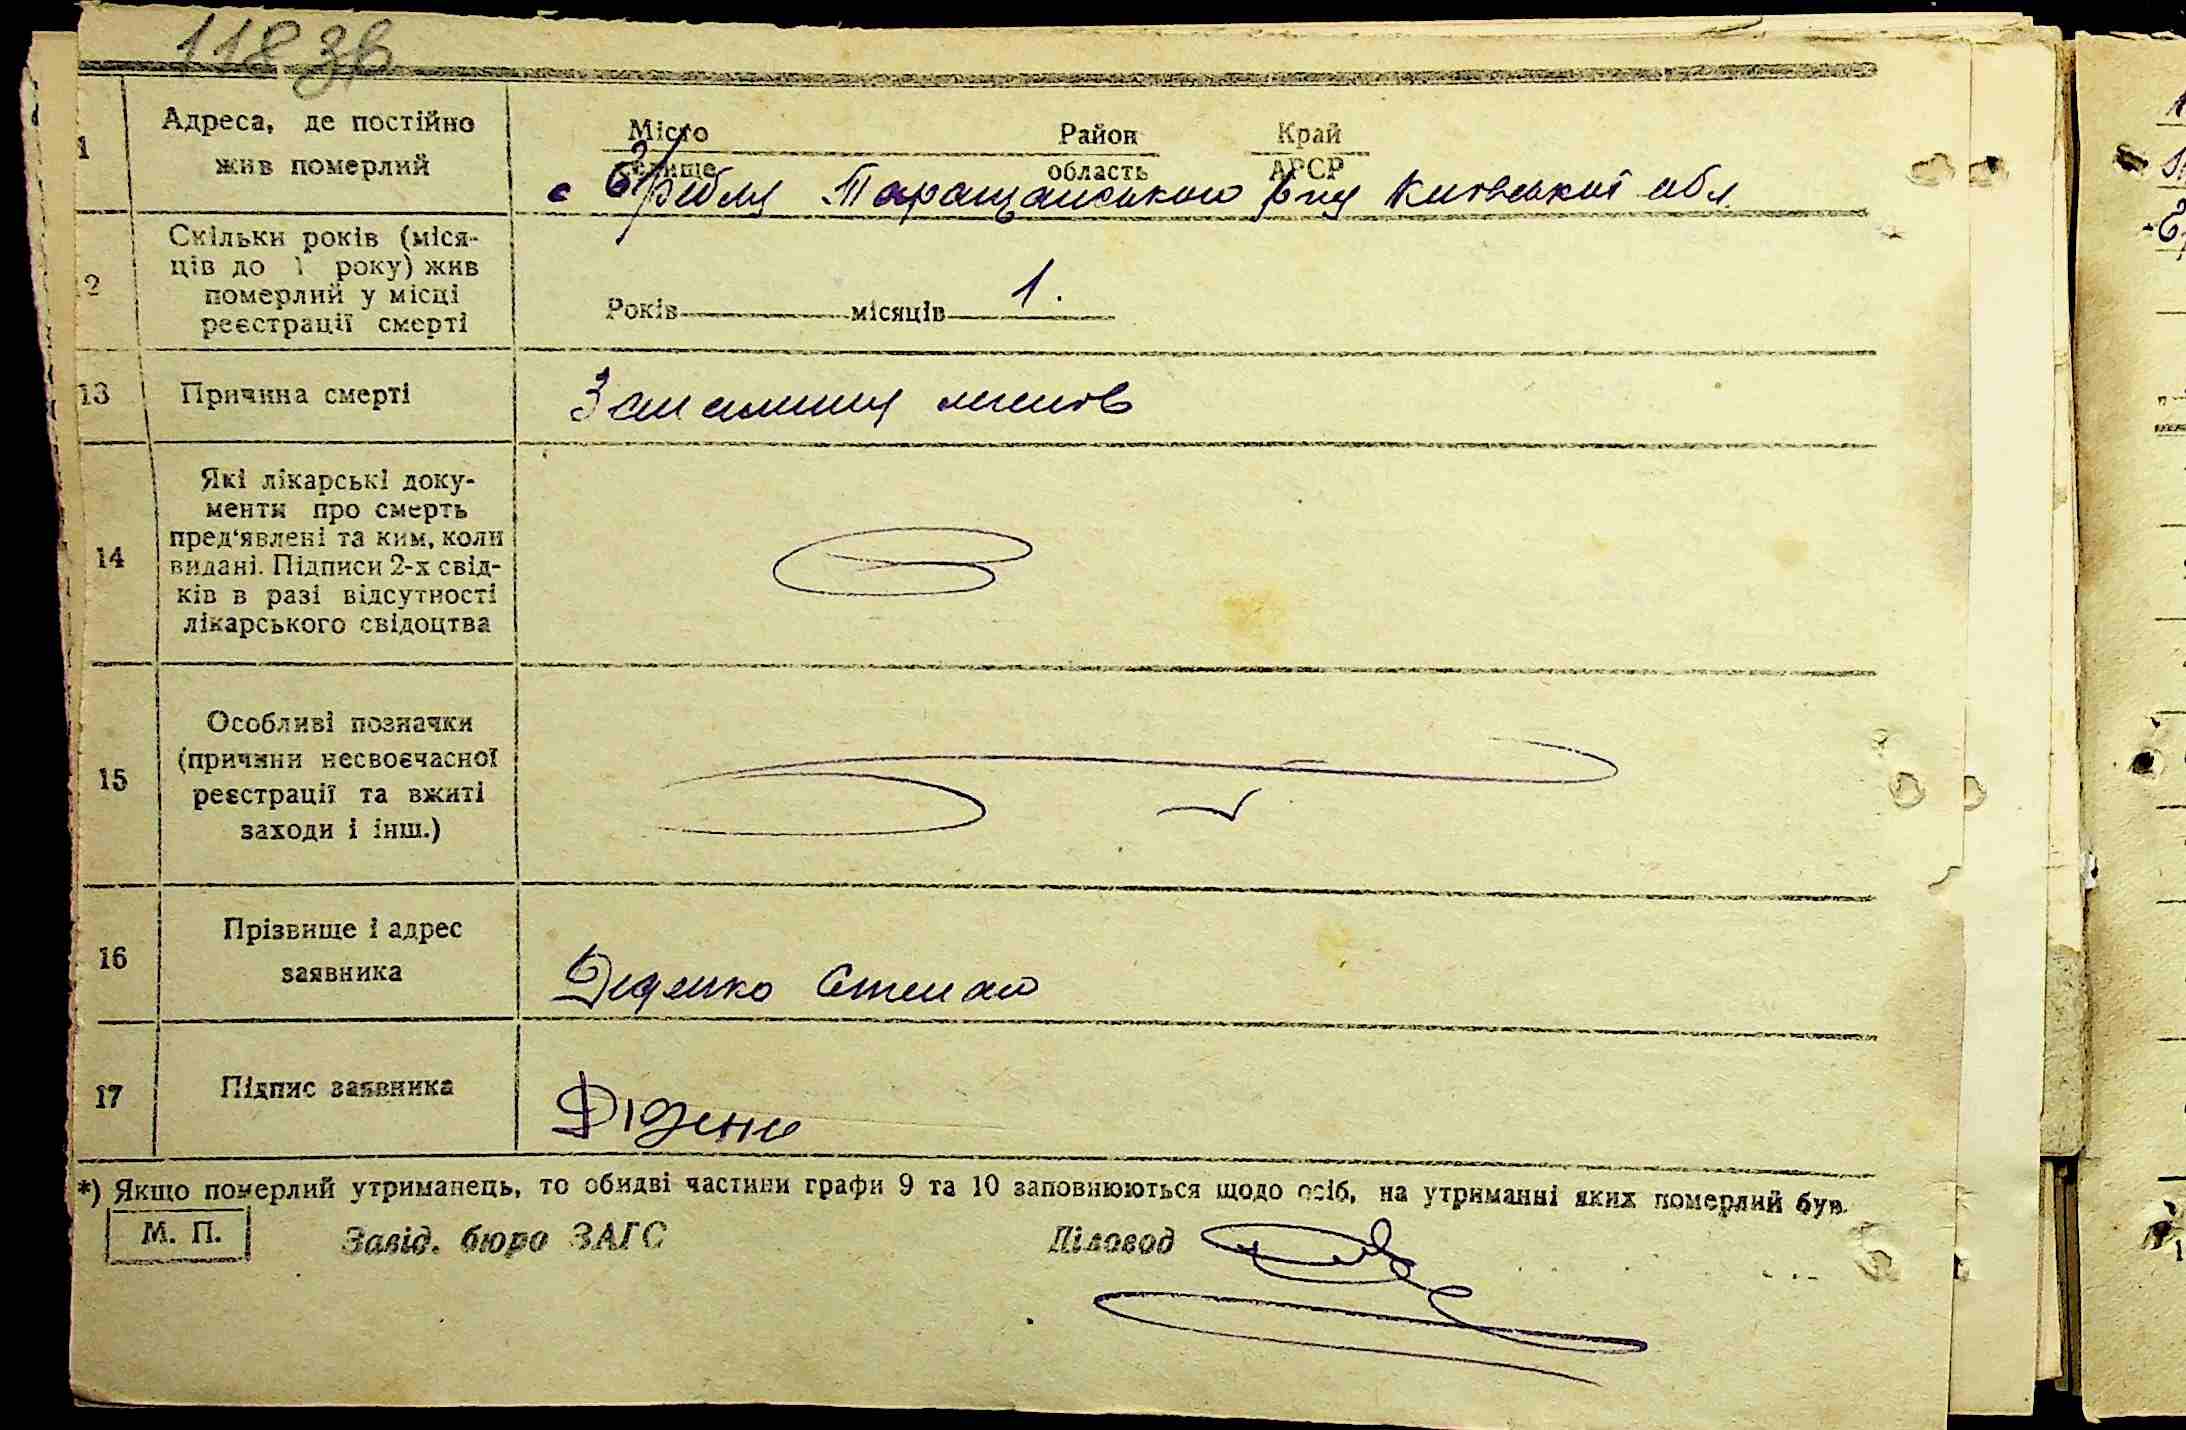 118 зв
1
Адреса, де постійно
жив померлий
Місто Район Край
селище область АРСР
с Таращанського р-ну Київської обл.
2
Скільки років (міся-
ців до 1 року) жив
померлий у місці
реєстрації смерті
Років місяців 1.
13
Причина смерті
Запалення легенів
14
Які лікарські доку-
менти про смерть
пред‘явлені та ким, коли
видані. Підписи 2-х свід-
ків в разі відсутності
лікарського свідоцтва
15
Особливі позначки
(причини несвоєчасної
реєстрації та вжиті
заходи і інш.)
16
Прізвище і адрес
заявника
Діденко Степан
17
Підпис заявника
Діденко
*) Якщо померлий утриманець, то обидві частини графи 9 та 10 заповнюються щодо осіб, на утриманні яких померлий був.
М. П. Завід. бюро ЗАГС Діловод